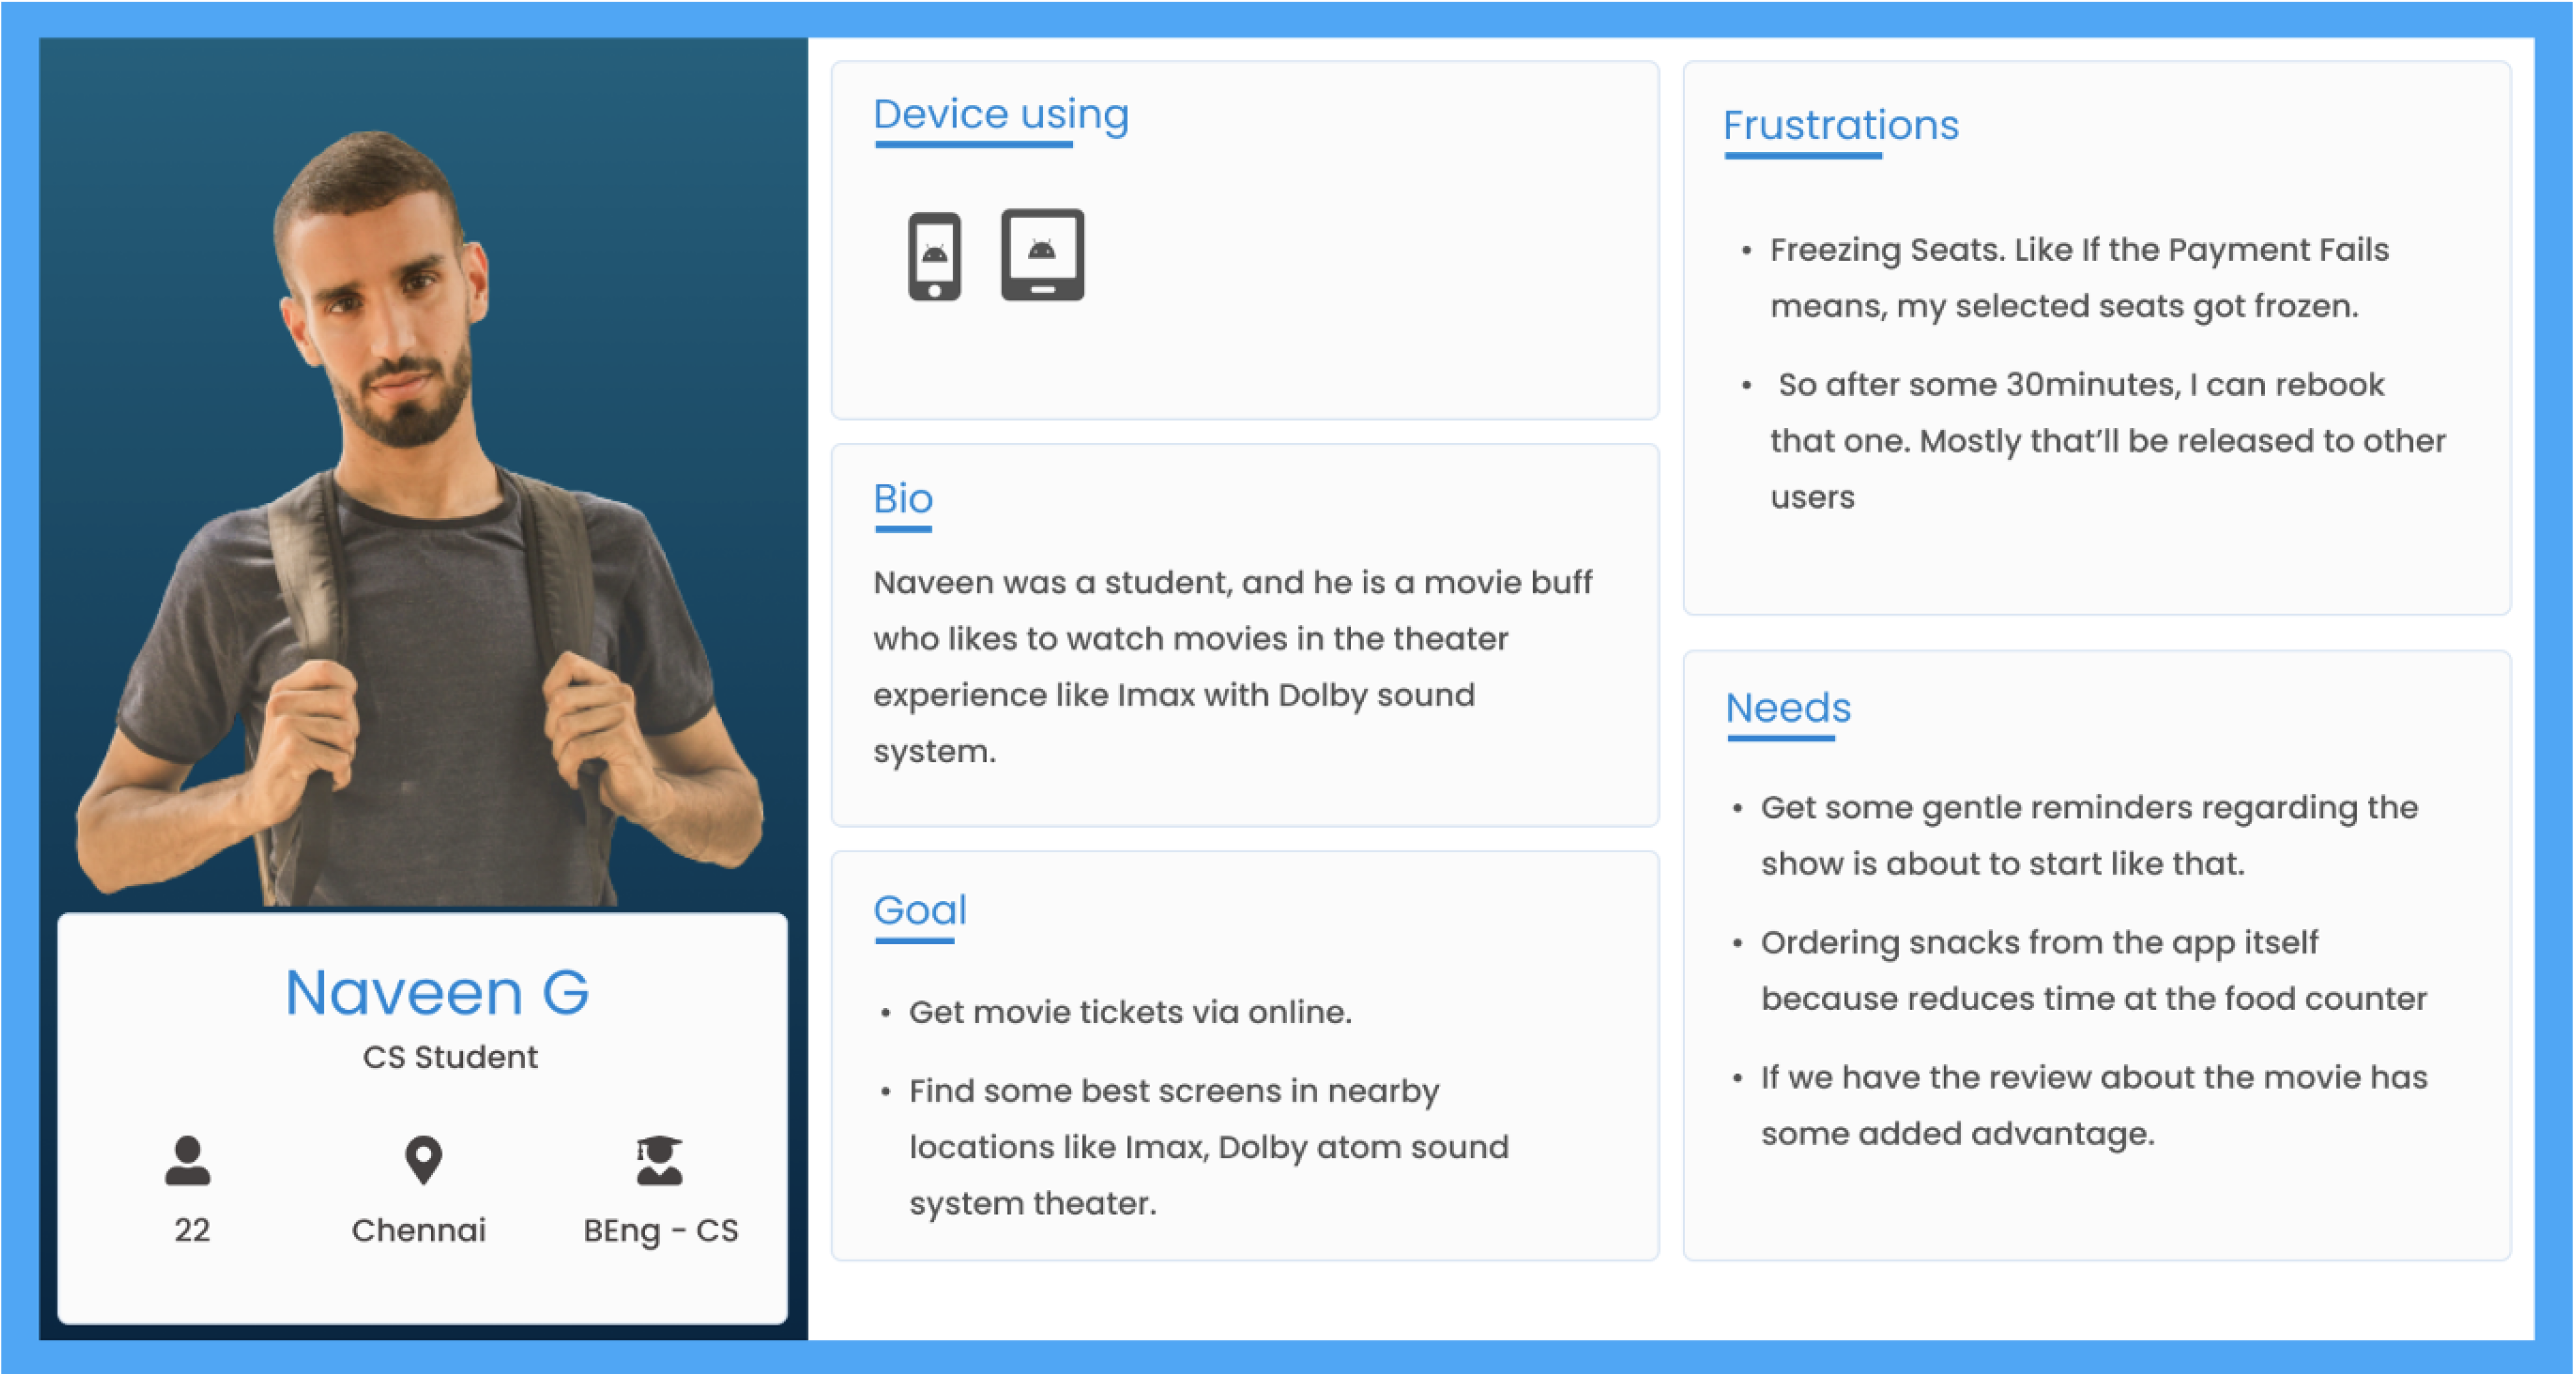 Naveen G
CS Student
22
Chennai
BEng - CS
Device using
Bio
Naveen was a student, and he is a movie buff
who likes to watch movies in the theater
experience like Imax with Dolby sound
system.
Goal
• Get movie tickets via online.
• Find some best screens in nearby
locations like Imax, Dolby atom sound
system theater.
Frustrations
• Freezing Seats. Like If the Payment Fails
means, my selected seats got frozen.
• So after some 30minutes, I can rebook
that one. Mostly that’ll be released to other
users
Needs
• Get some gentle reminders regarding the
show is about to start like that.
• Ordering snacks from the app itself
because reduces time at the food counter
• If we have the review about the movie has
some added advantage.